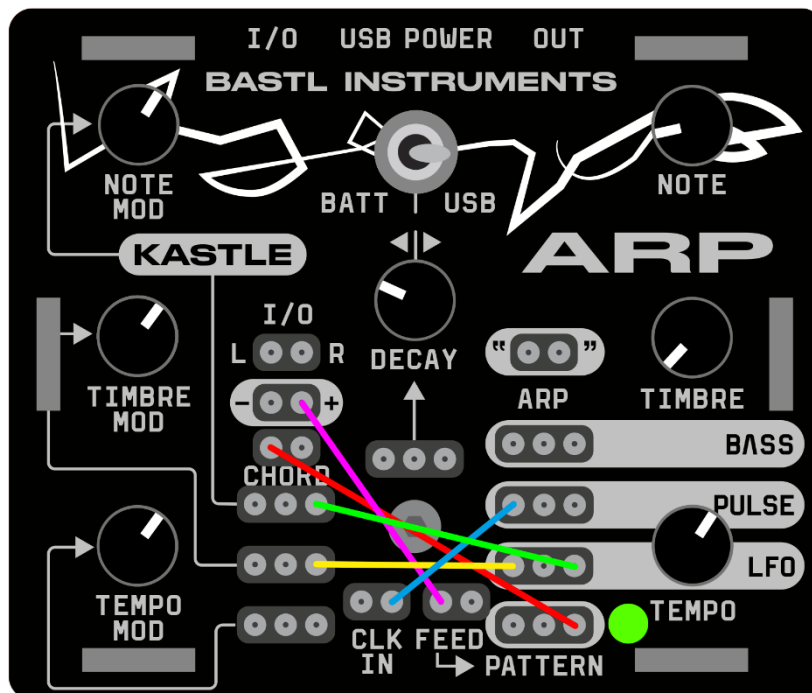 I/O USB POWER OUT
BASTL INSTRUMENTS
NOTE
MOD
BATT USB
NOTE
KASTLE
ARP
I/O
L R
DECAY
TIMBRE
MOD
" "
ARP
TIMBRE
- +
CHORD
BASS
PULSE
LFO
TEMPO
MOD
CLK
IN
FEED
PATTERN
TEMPO